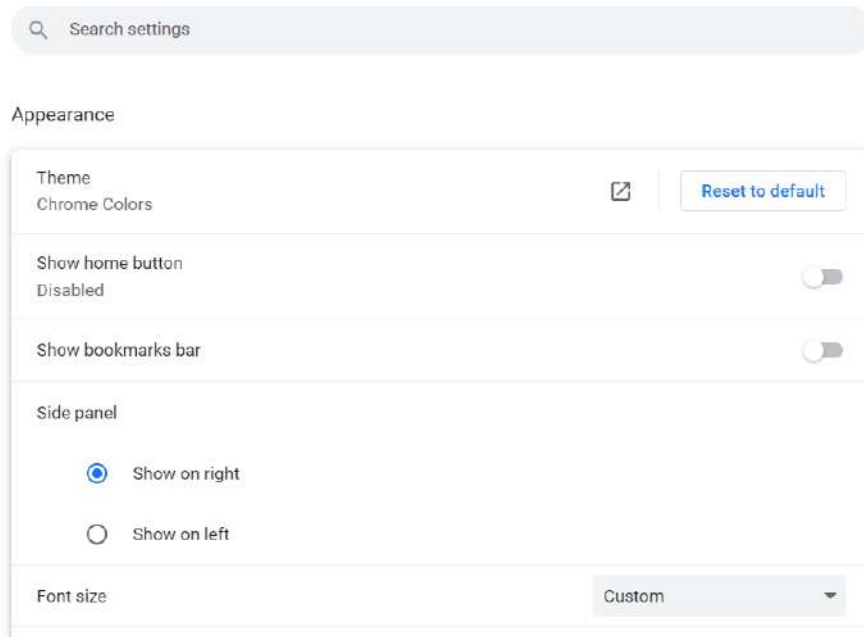 Search settings
Appearance
Theme
Chrome Colors
Reset to default
Show home button
Disabled
Show bookmarks bar
Side panel
Show on right
Show on left
Font size
Custom